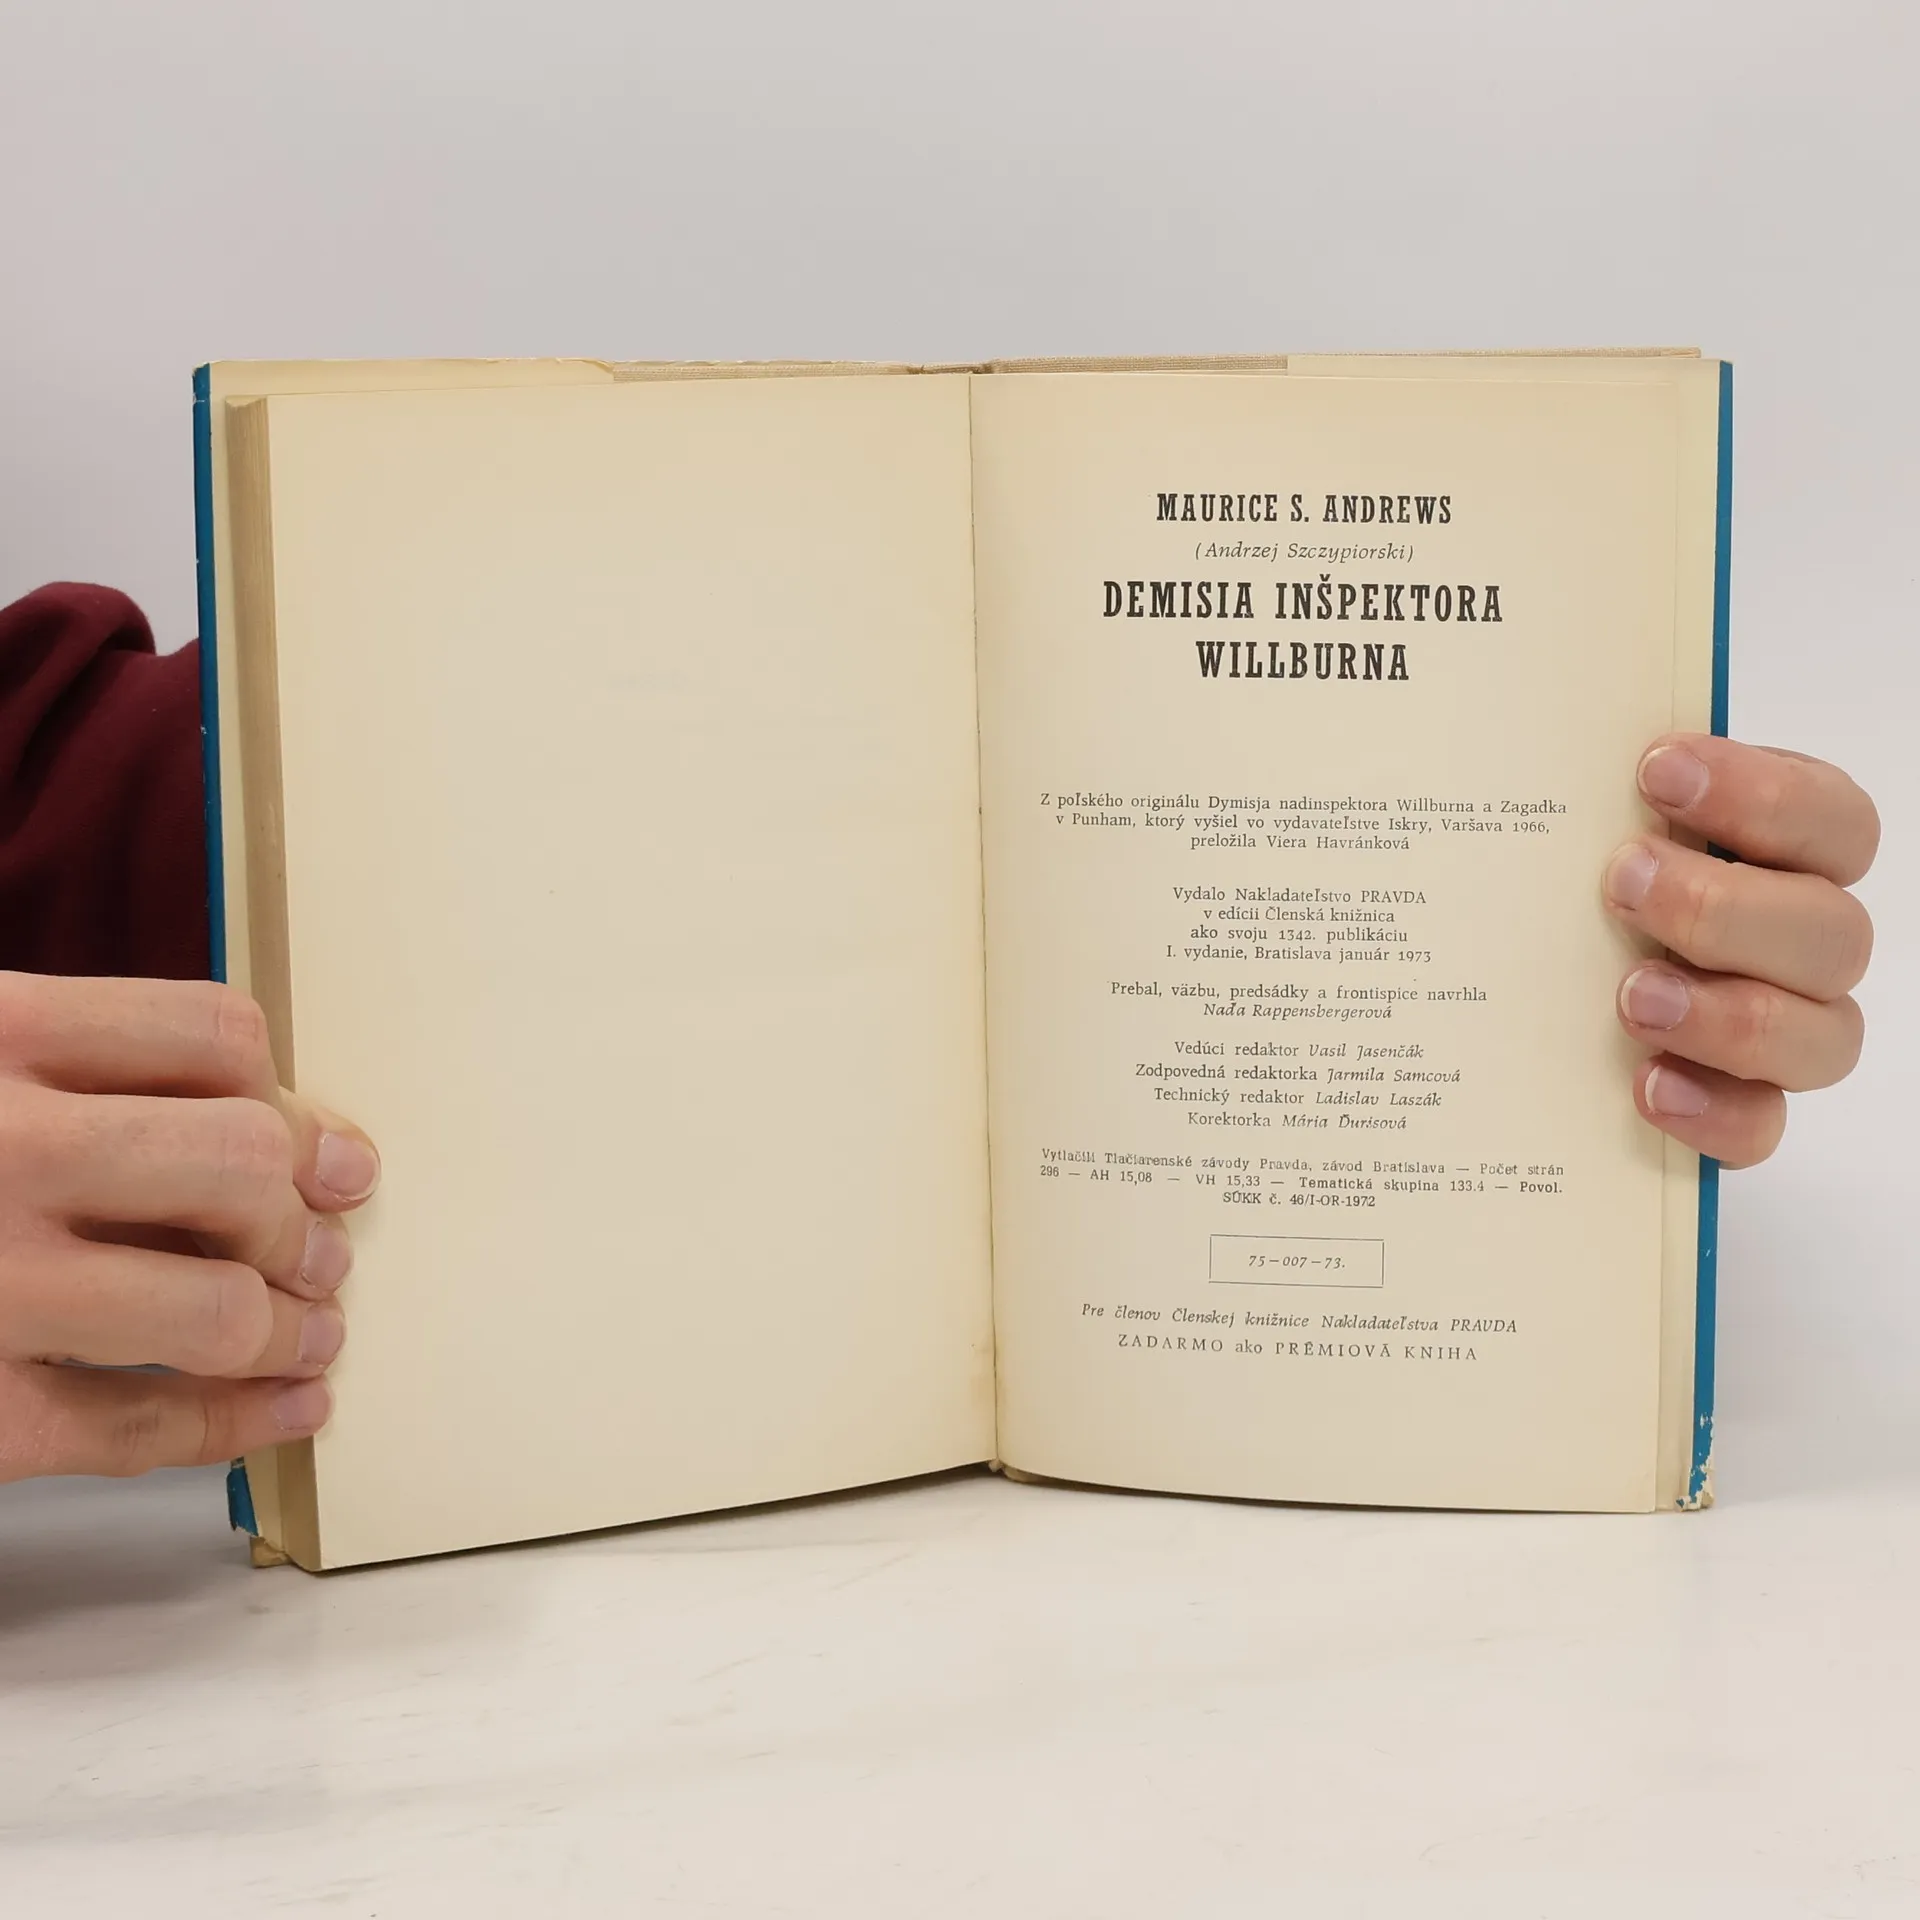 MAURICE S. ANDREWS
(Andrzej Szczypiorski)
DEMISIA INŠPEKTORA
WILLBURNA
Z poľského originálu Dymisja nadinspektora Willburna a Zagadka
v Punham, ktorý vyšiel vo vydavateľstve Iskry, Varšava 1966,
preložila Viera Havránková
Vydalo Nakladateľstvo PRAVDA
v edícii Členská knižnica
ako svoju 1342. publikáciu
I. vydanie, Bratislava január 1973
Prebal, väzbu, predsádky a frontispice navrhla
Naďa Rappensbergerová
Vedúci redaktor Vasil Jasenčák
Zodpovedná redaktorka Jarmila Samcová
Technický redaktor Ladislav Laszák
Korektorka Mária Ďurisová
Vytlačili Tlačiarenské závody Pravda, závod Bratislava — Počet strán
296 — AH 15,08 — VH 15,33 — Tematická skupina 133.4 — Povol.
SÚKK č. 46/I-OR-1972
75—007—73.
Pre členov Členskej knižnice Nakladateľstva PRAVDA
ZADARMO ako PRÉMIOVÁ KNIHA